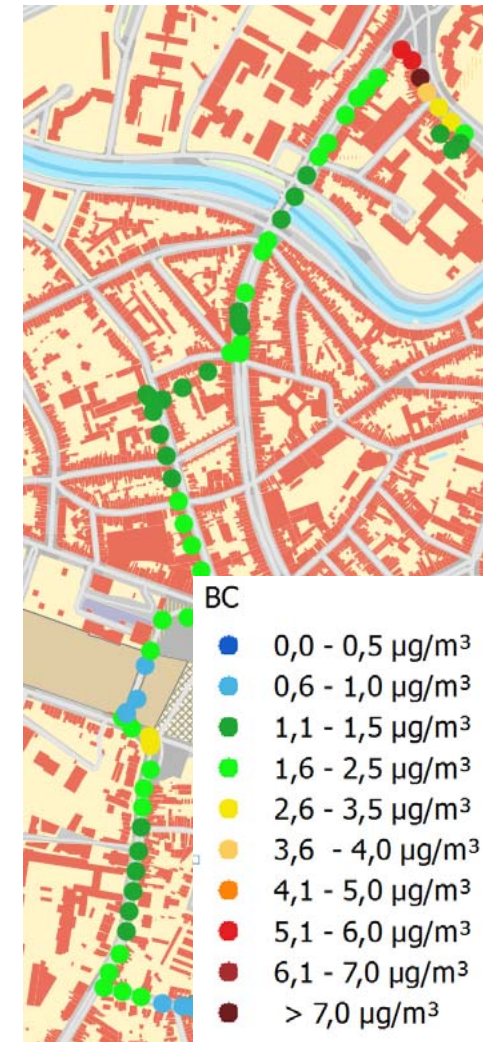 BC
0,0 - 0,5 µg/m³
0,6 - 1,0 µg/m³
1,1 - 1,5 µg/m³
1,6 - 2,5 µg/m³
2,6 - 3,5 µg/m³
3,6 - 4,0 µg/m³
4,1 - 5,0 µg/m³
5,1 - 6,0 µg/m³
6,1 - 7,0 µg/m³
> 7,0 µg/m³